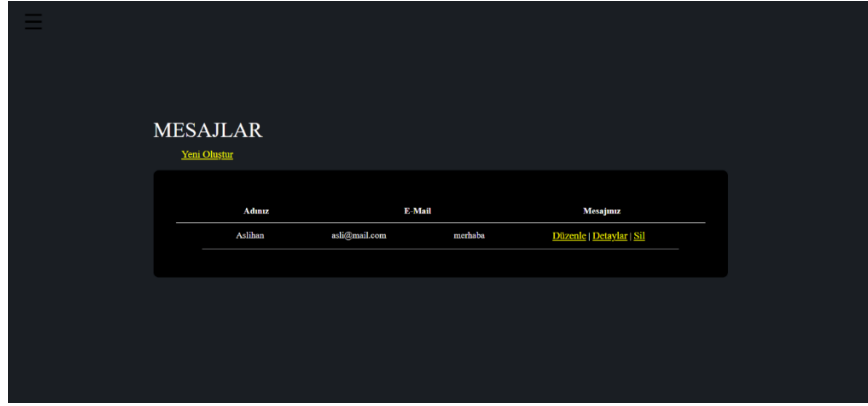 MESAJLAR
Yeni Oluştur
Adınız E-Mail Mesajınız
Aslihan asli@mail.com merhaba Düzenle | Detaylar | Sil